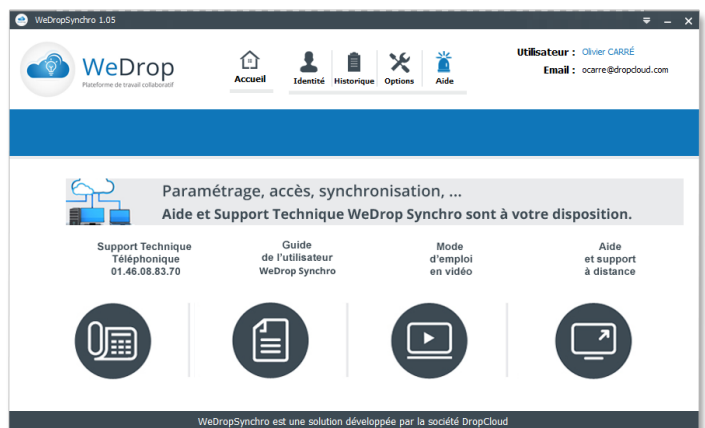 WeDropSynchro 1.05
WeDrop
Plateforme de travail collaboratif
Accueil
Identité
Historique
Options
Aide
Utilisateur : Olivier CARRÉ
Email : ocarre@dropcloud.com
Paramétrage, accès, synchronisation, ...
Aide et Support Technique WeDrop Synchro sont à votre disposition.
Support Technique
Téléphonique
01.46.08.83.70
Guide
de l'utilisateur
WeDrop Synchro
Mode
d'emploi
en vidéo
Aide
et support
à distance
WeDropSynchro est une solution développée par la société DropCloud